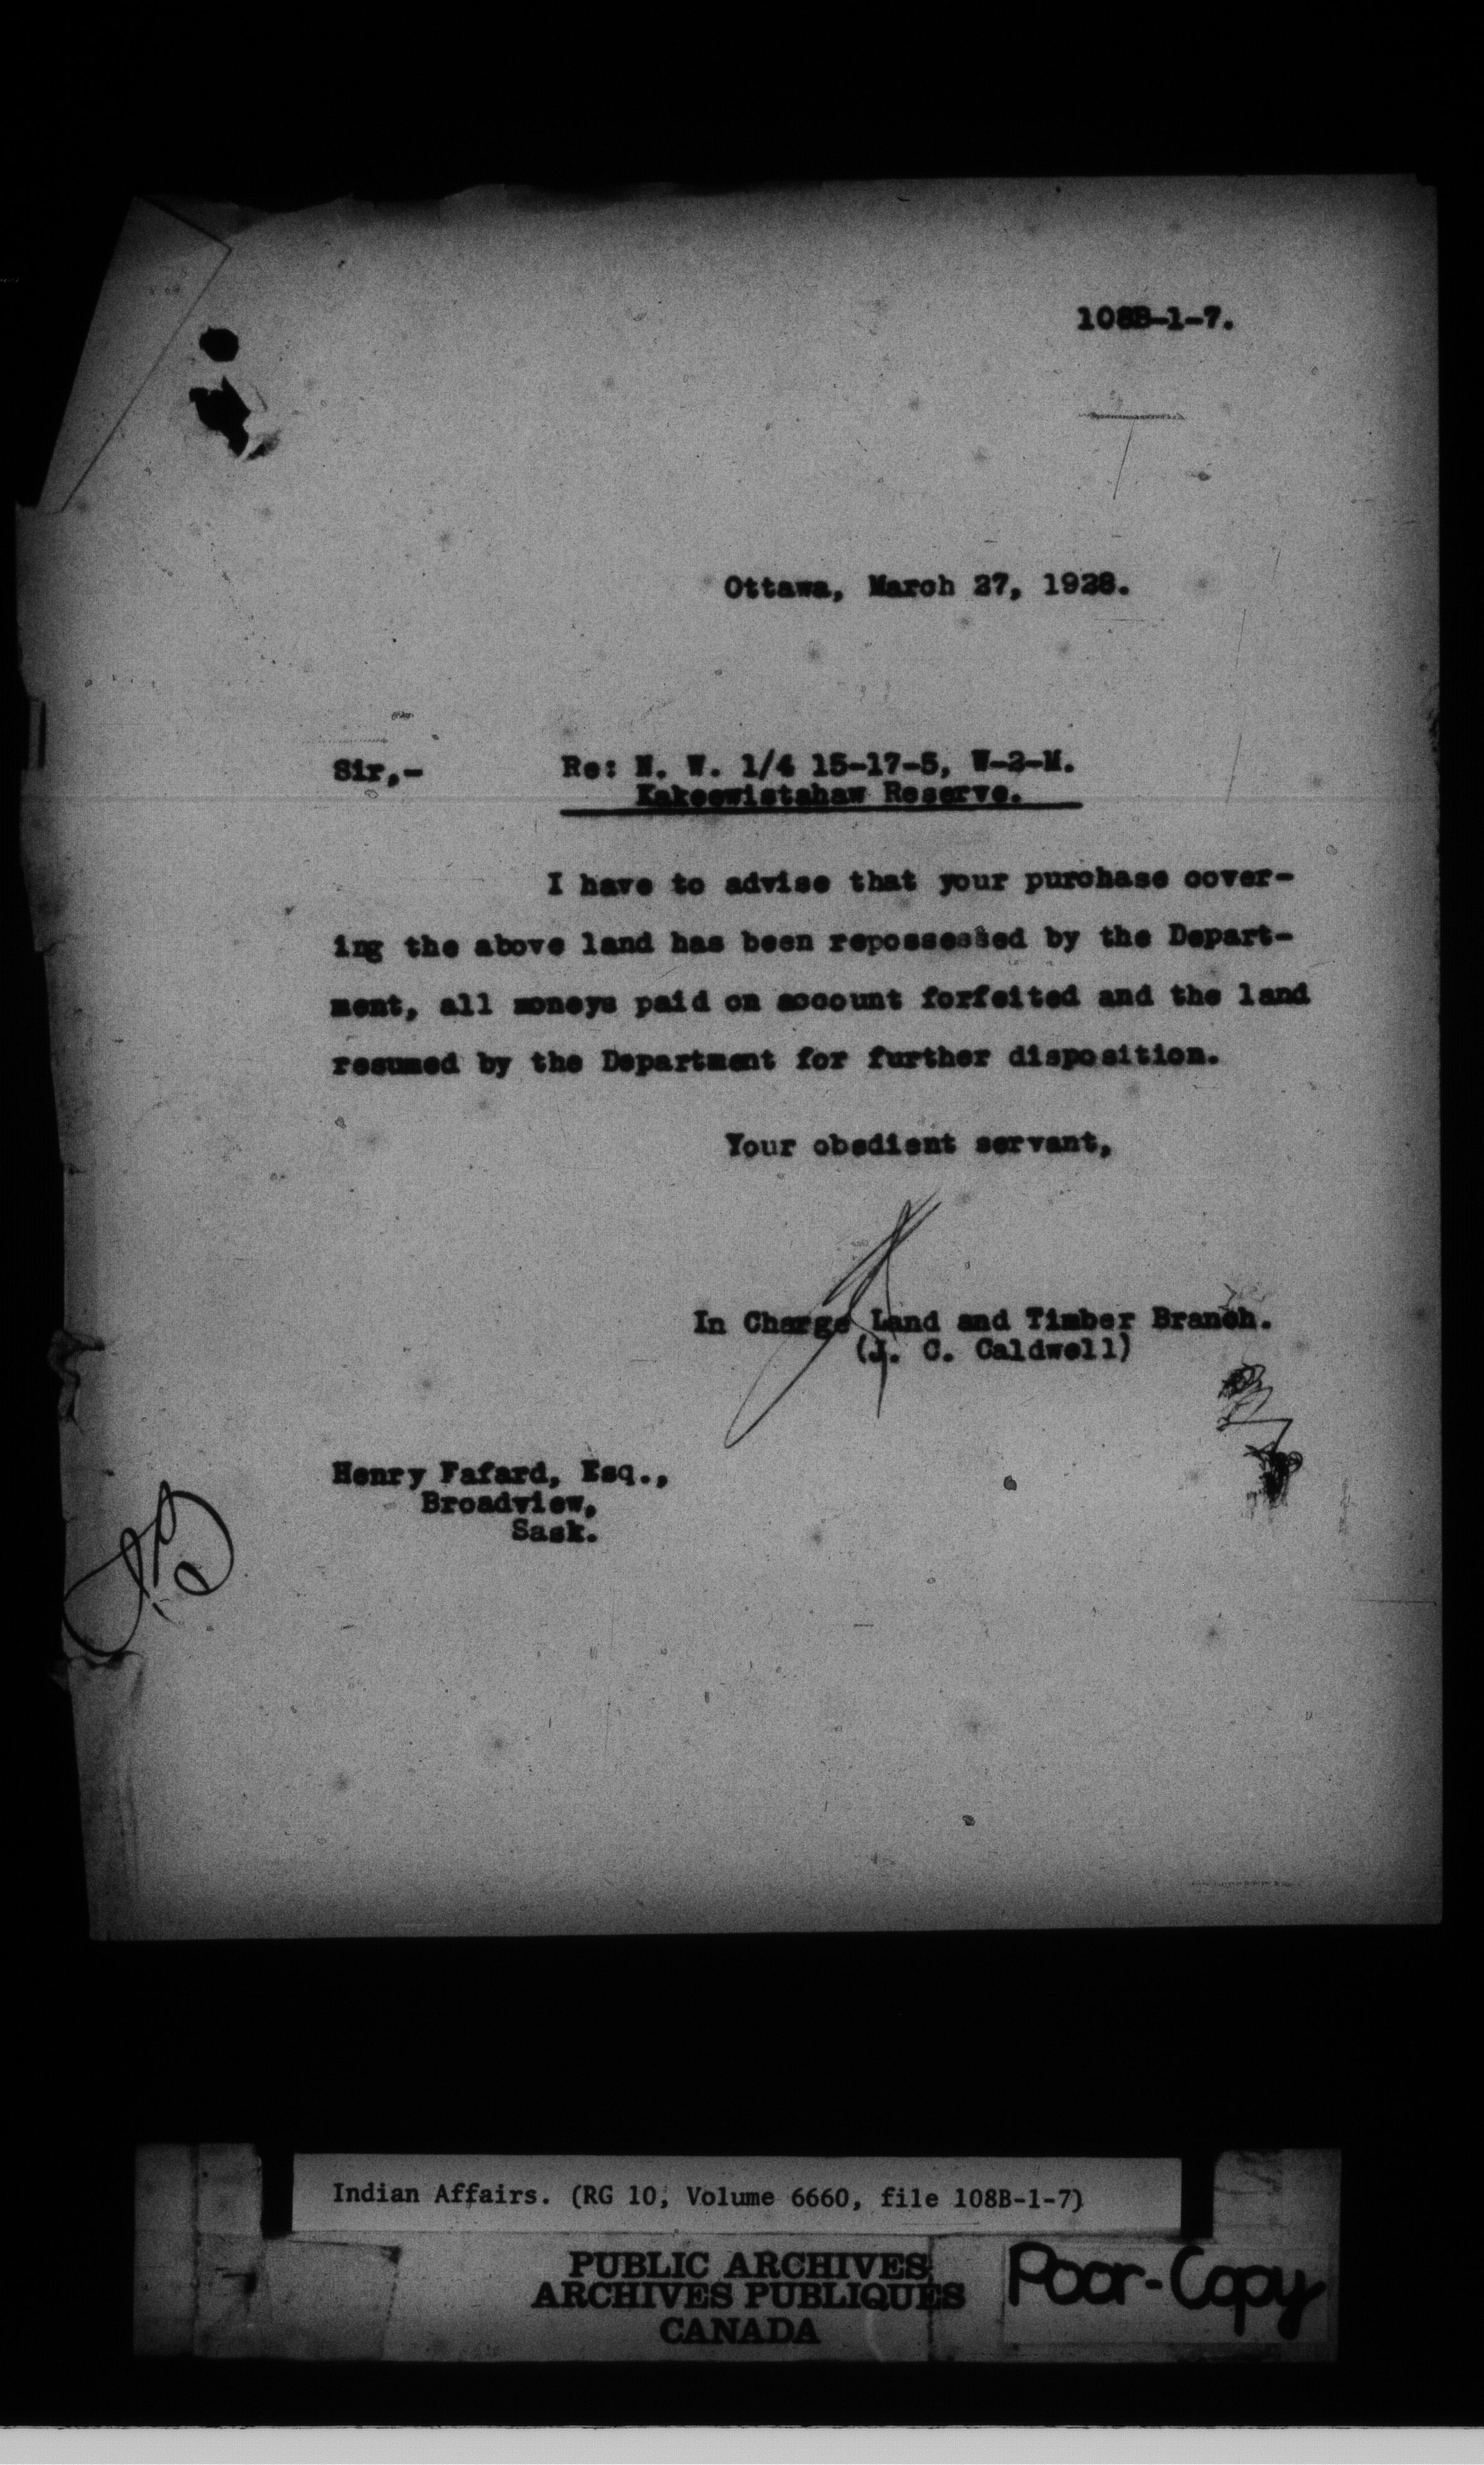 108B-1-7.
Ottawa, March 27, 1928.
Sir,- Re: N. W. 1/4 15-17-5, W-2-M.
Kakeewistahaw Reserve.
I have to advise that your purchase cover-
ing the above land has been repossessed by the Depart-
ment, all moneys paid on account forfeited and the land
resumed by the Department for further disposition.
Your obedient servant,
In Charge Land and Timber Branch.
(J. C. Caldwell)
Henry Fafard, Esq.,
Broadview,
Sask.
Indian Affairs. (RG 10, Volume 6660, file 108B-1-7)
PUBLIC ARCHIVES
ARCHIVES PUBLIQUES
CANADA
Poor-Copy